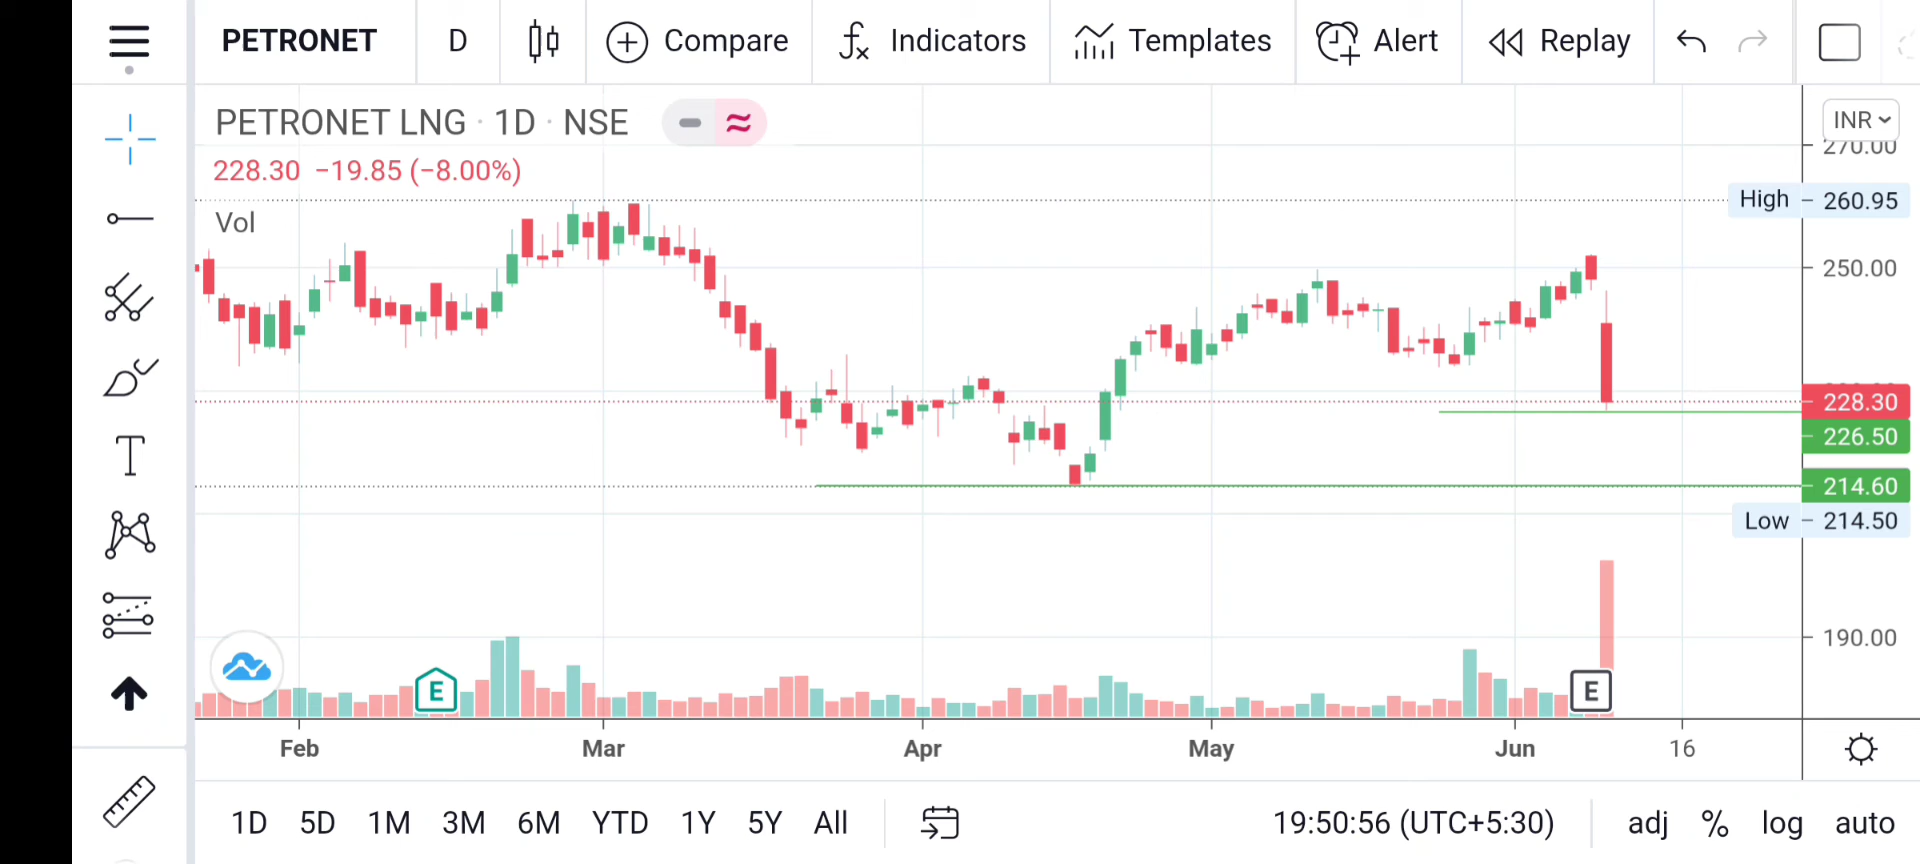 PETRONET D Compare Indicators Templates Alert Replay
PETRONET LNG · 1D · NSE
INR
228.30 −19.85 (−8.00%)
Vol
270.00
High 260.95
250.00
228.30
226.50
214.60
Low 214.50
190.00
E E
Feb Mar Apr May Jun 16
1D 5D 1M 3M 6M YTD 1Y 5Y All 19:50:56 (UTC+5:30) adj % log auto